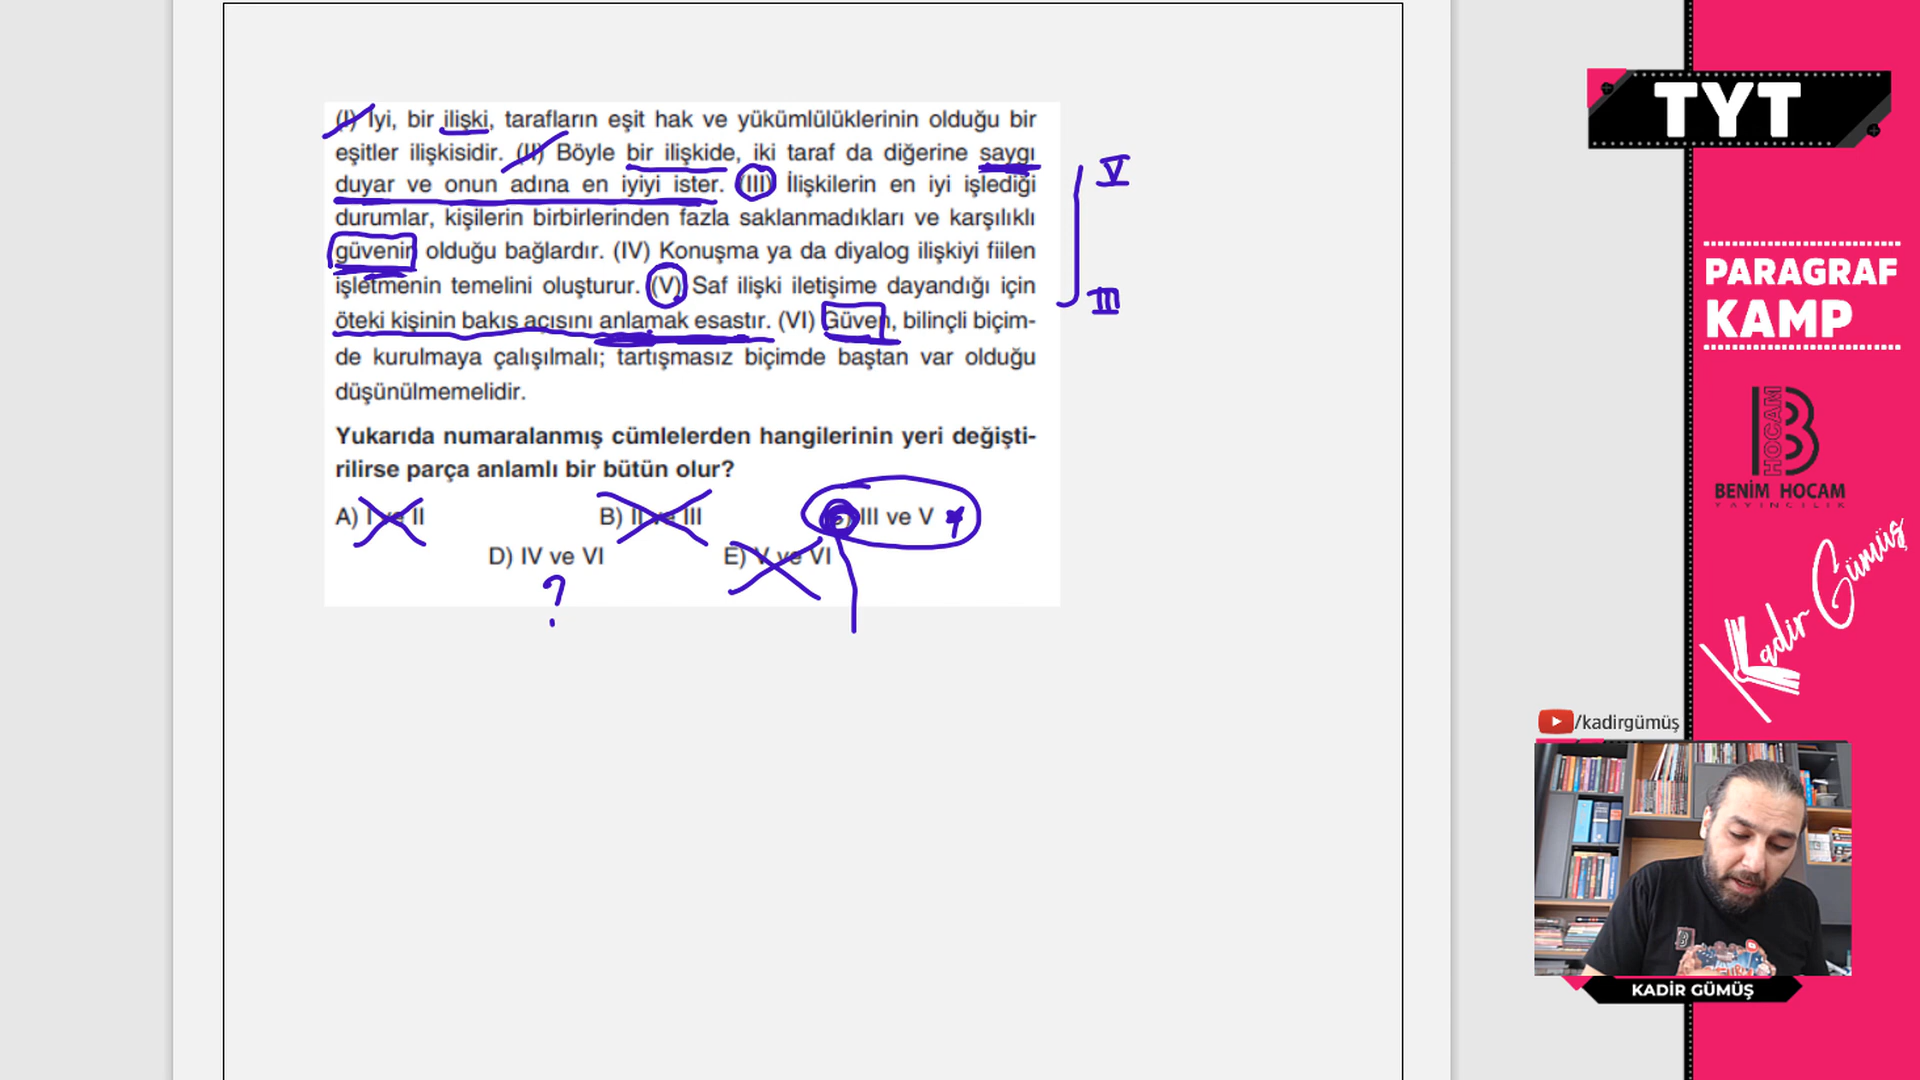 (I) İyi, bir ilişki, tarafların eşit hak ve yükümlülüklerinin olduğu bir
eşitler ilişkisidir. (II) Böyle bir ilişkide, iki taraf da diğerine saygı
duyar ve onun adına en iyiyi ister. (III) İlişkilerin en iyi işlediği
durumlar, kişilerin birbirlerinden fazla saklanmadıkları ve karşılıklı
güvenin olduğu bağlardır. (IV) Konuşma ya da diyalog ilişkiyi fiilen
işletmenin temelini oluşturur. (V) Saf ilişki iletişime dayandığı için
öteki kişinin bakış açısını anlamak esastır. (VI) Güven, bilinçli biçim-
de kurulmaya çalışılmalı; tartışmasız biçimde baştan var olduğu
düşünülmemelidir.
V
III
Yukarıda numaralanmış cümlelerden hangilerinin yeri değişti-
rilirse parça anlamlı bir bütün olur?
A) I ve II
B) II ve III
C) III ve V
D) IV ve VI
E) V ve VI
?
TYT
PARAGRAF
KAMP
B
HOCAM
BENİM HOCAM
YAYINCILIK
Kadir Gümüş
/kadirgümüş
KADİR GÜMÜŞ